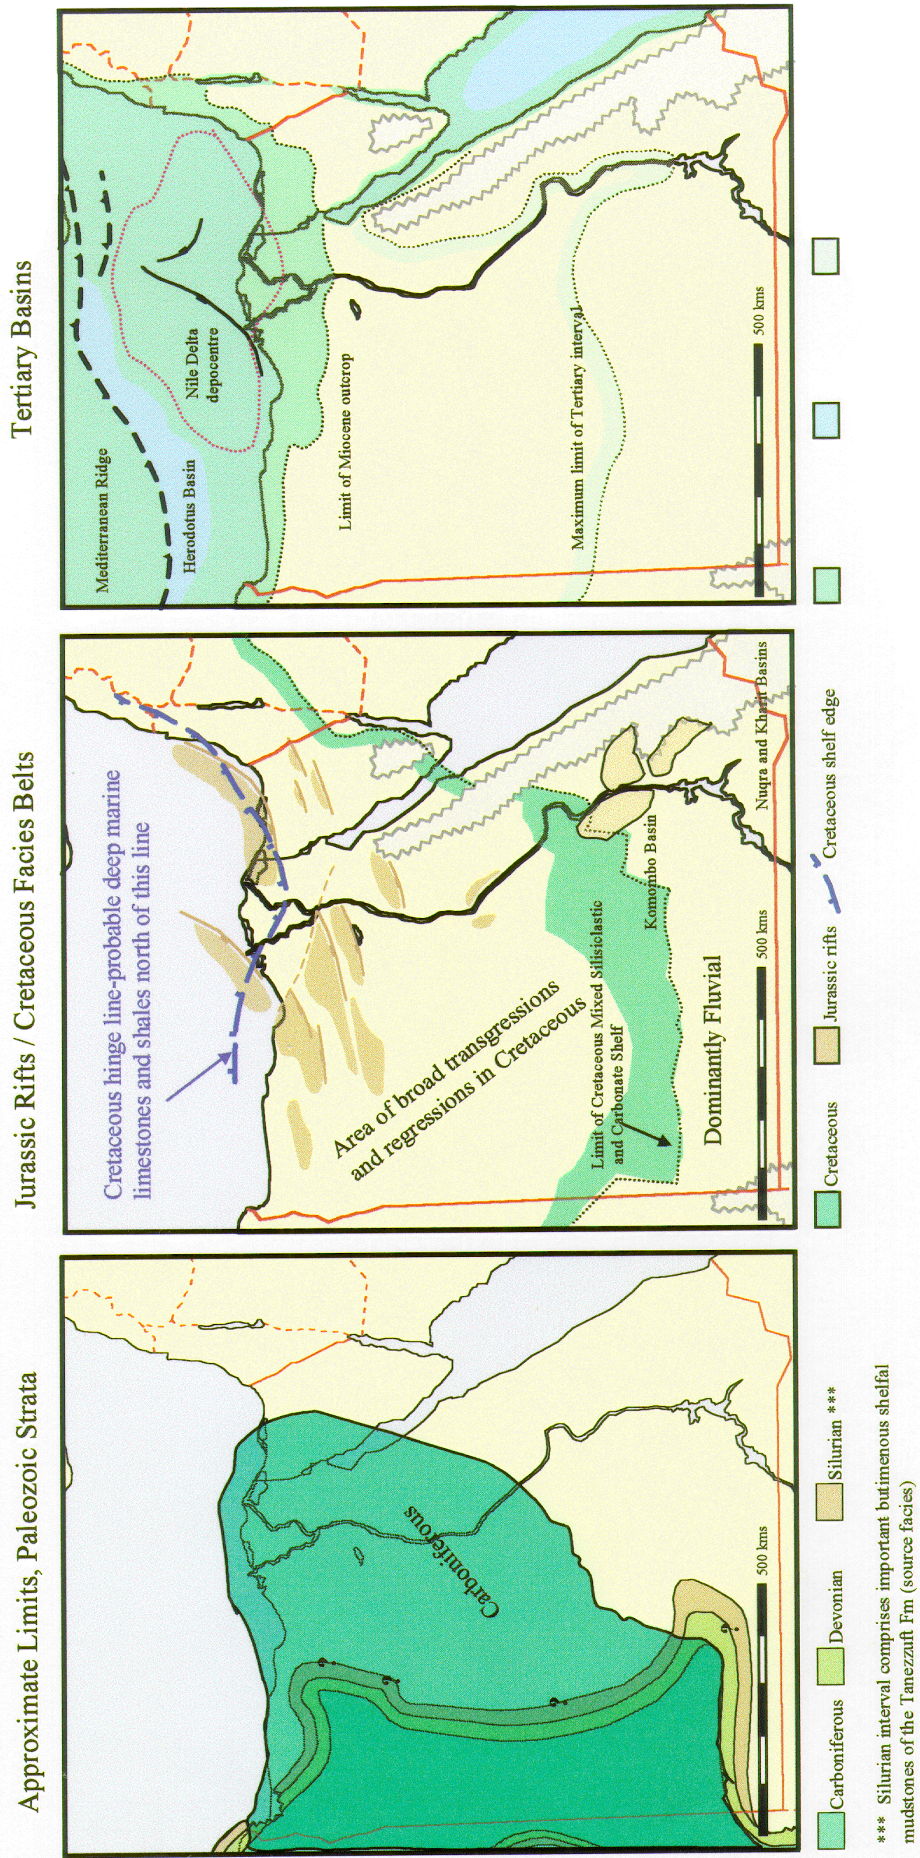 Approximate Limits, Paleozoic Strata
Carboniferous
500 kms
Carboniferous
Devonian
Silurian ***
*** Silurian interval comprises important butimenous shelfal
mudstones of the Tanezzuft Fm (source facies)
Jurassic Rifts / Cretaceous Facies Belts
Cretaceous hinge line-probable deep marine
limestones and shales north of this line
Area of broad transgressions
and regressions in Cretaceous
Limit of Cretaceous Mixed Silisiclastic
and Carbonate Shelf
Komombo Basin
Dominantly Fluvial
Nuqra and Kharit Basins
500 kms
Cretaceous
Jurassic rifts
Cretaceous shelf edge
Tertiary Basins
Mediterranean Ridge
Herodotus Basin
Nile Delta
depocentre
Limit of Miocene outcrop
Maximum limit of Tertiary interval
500 kms